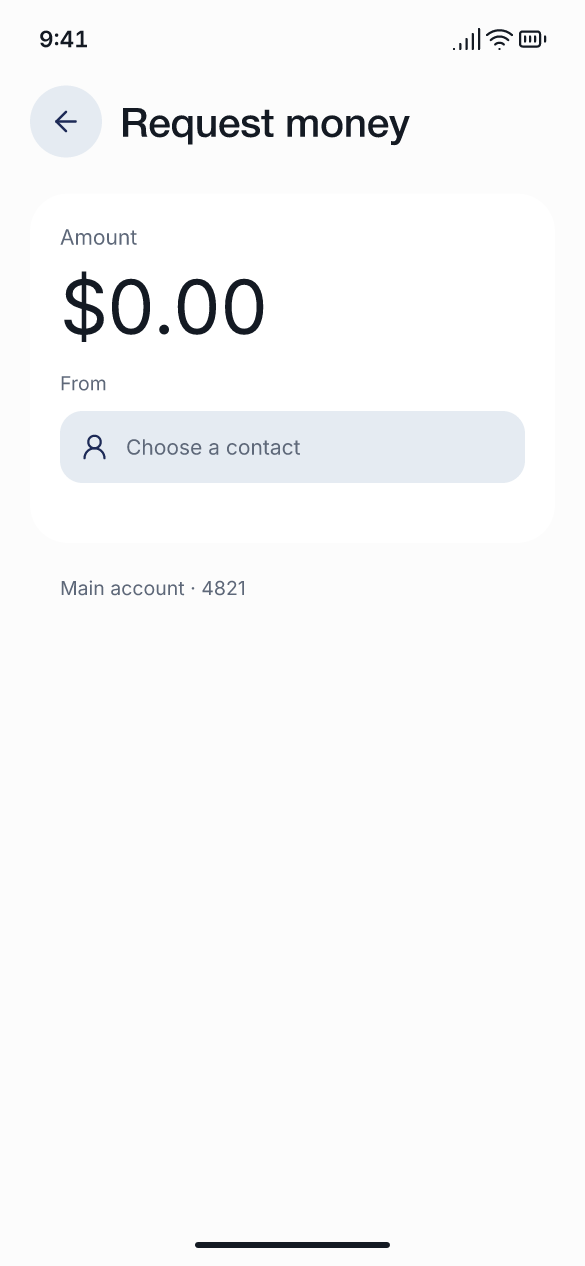 9:41
Request money
Amount
$0.00
From
Choose a contact
Main account · 4821